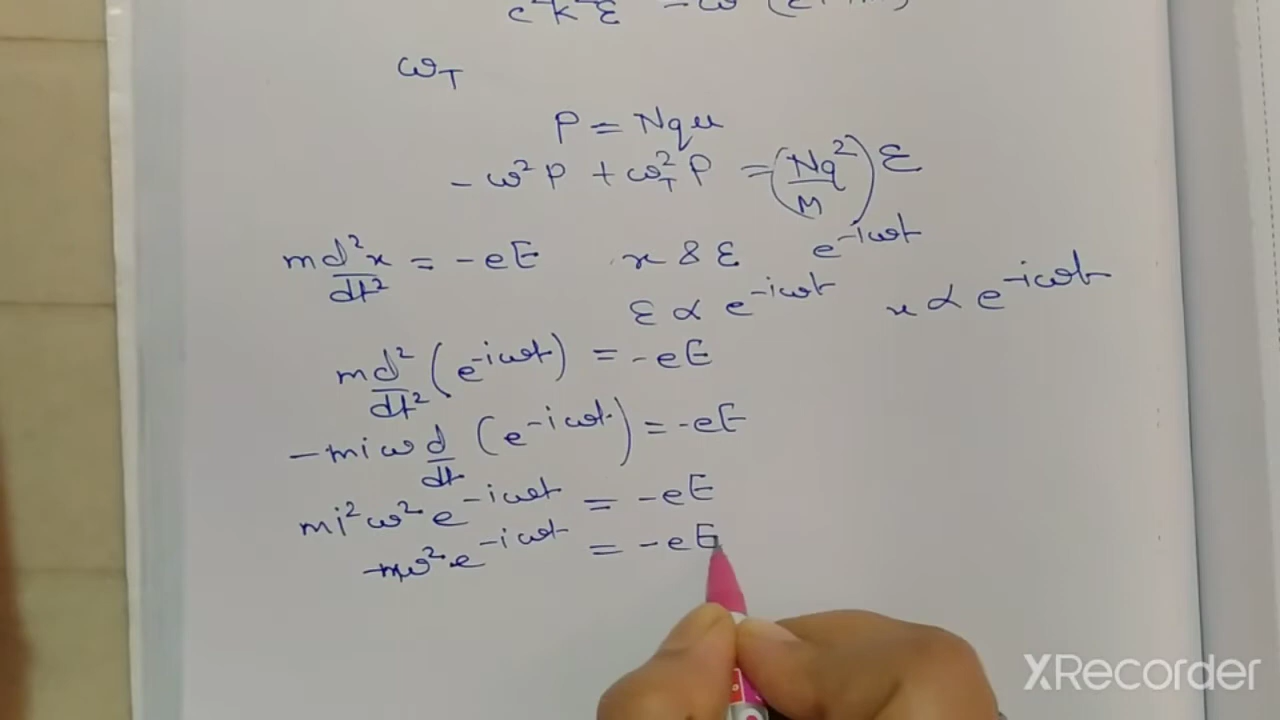 ω_T
P = Nqu
-ω²P + ω_T²P = (Nq²/M) ℰ
m d²x/dt² = -eE x & ℰ e^{-iωt}
ℰ ∝ e^{-iωt} x ∝ e^{-iωt}
m d²/dt² (e^{-iωt}) = -eE
-miω d/dt (e^{-iωt}) = -eE
mi²ω²e^{-iωt} = -eE
-mω²e^{-iωt} = -eE
XRecorder